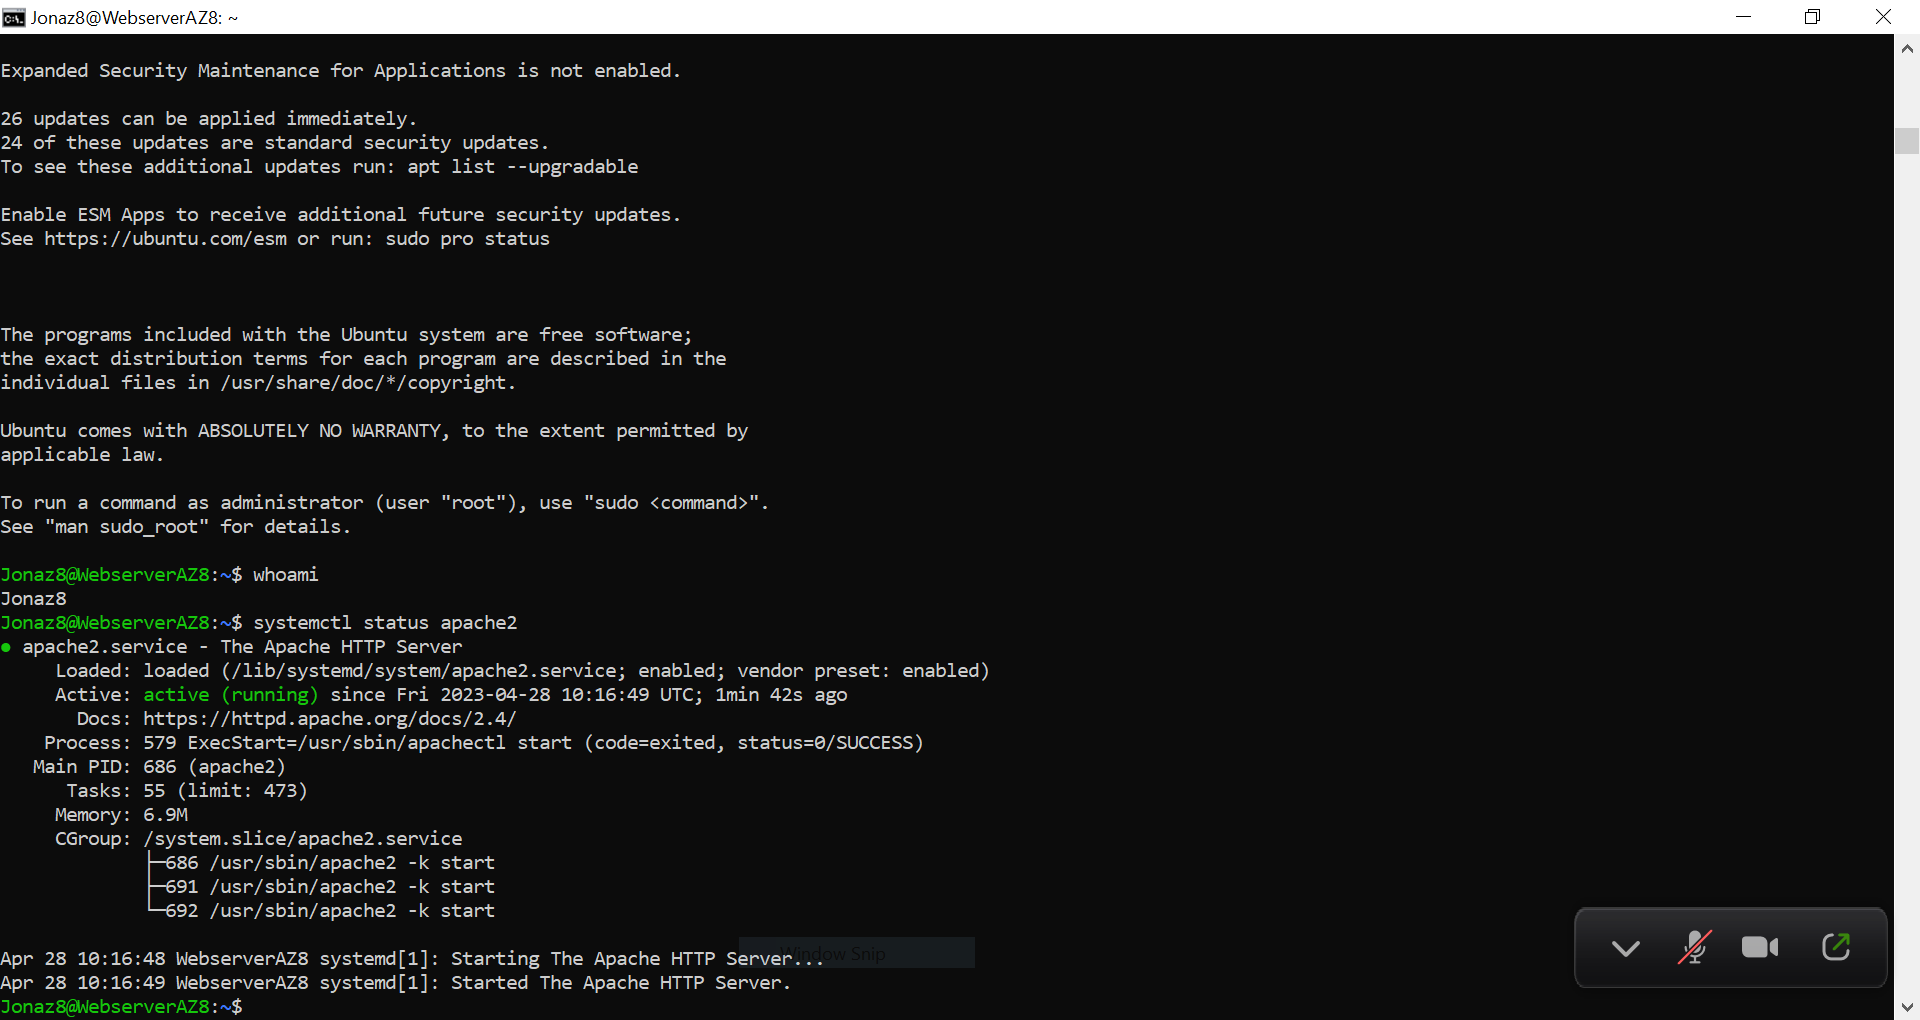 Jonaz8@WebserverAZ8: ~
Expanded Security Maintenance for Applications is not enabled.
26 updates can be applied immediately.
24 of these updates are standard security updates.
To see these additional updates run: apt list --upgradable
Enable ESM Apps to receive additional future security updates.
See https://ubuntu.com/esm or run: sudo pro status
The programs included with the Ubuntu system are free software;
the exact distribution terms for each program are described in the
individual files in /usr/share/doc/*/copyright.
Ubuntu comes with ABSOLUTELY NO WARRANTY, to the extent permitted by
applicable law.
To run a command as administrator (user "root"), use "sudo <command>".
See "man sudo_root" for details.
Jonaz8@WebserverAZ8:~$ whoami
Jonaz8
Jonaz8@WebserverAZ8:~$ systemctl status apache2
● apache2.service - The Apache HTTP Server
Loaded: loaded (/lib/systemd/system/apache2.service; enabled; vendor preset: enabled)
Active: active (running) since Fri 2023-04-28 10:16:49 UTC; 1min 42s ago
Docs: https://httpd.apache.org/docs/2.4/
Process: 579 ExecStart=/usr/sbin/apachectl start (code=exited, status=0/SUCCESS)
Main PID: 686 (apache2)
Tasks: 55 (limit: 473)
Memory: 6.9M
CGroup: /system.slice/apache2.service
├─686 /usr/sbin/apache2 -k start
├─691 /usr/sbin/apache2 -k start
└─692 /usr/sbin/apache2 -k start
Window Snip
Apr 28 10:16:48 WebserverAZ8 systemd[1]: Starting The Apache HTTP Server...
Apr 28 10:16:49 WebserverAZ8 systemd[1]: Started The Apache HTTP Server.
Jonaz8@WebserverAZ8:~$